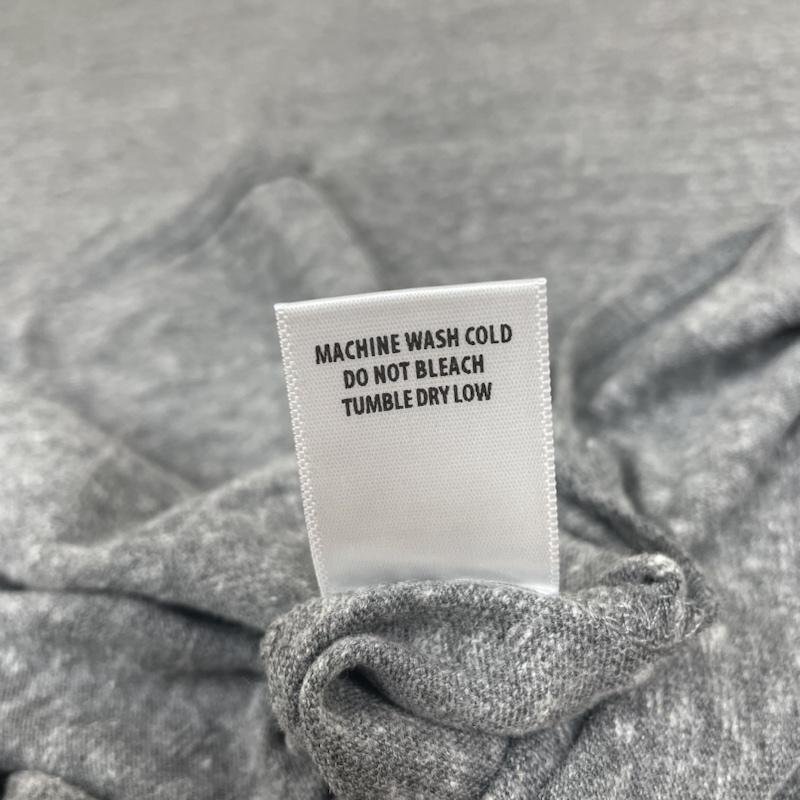 MACHINE WASH COLD
DO NOT BLEACH
TUMBLE DRY LOW